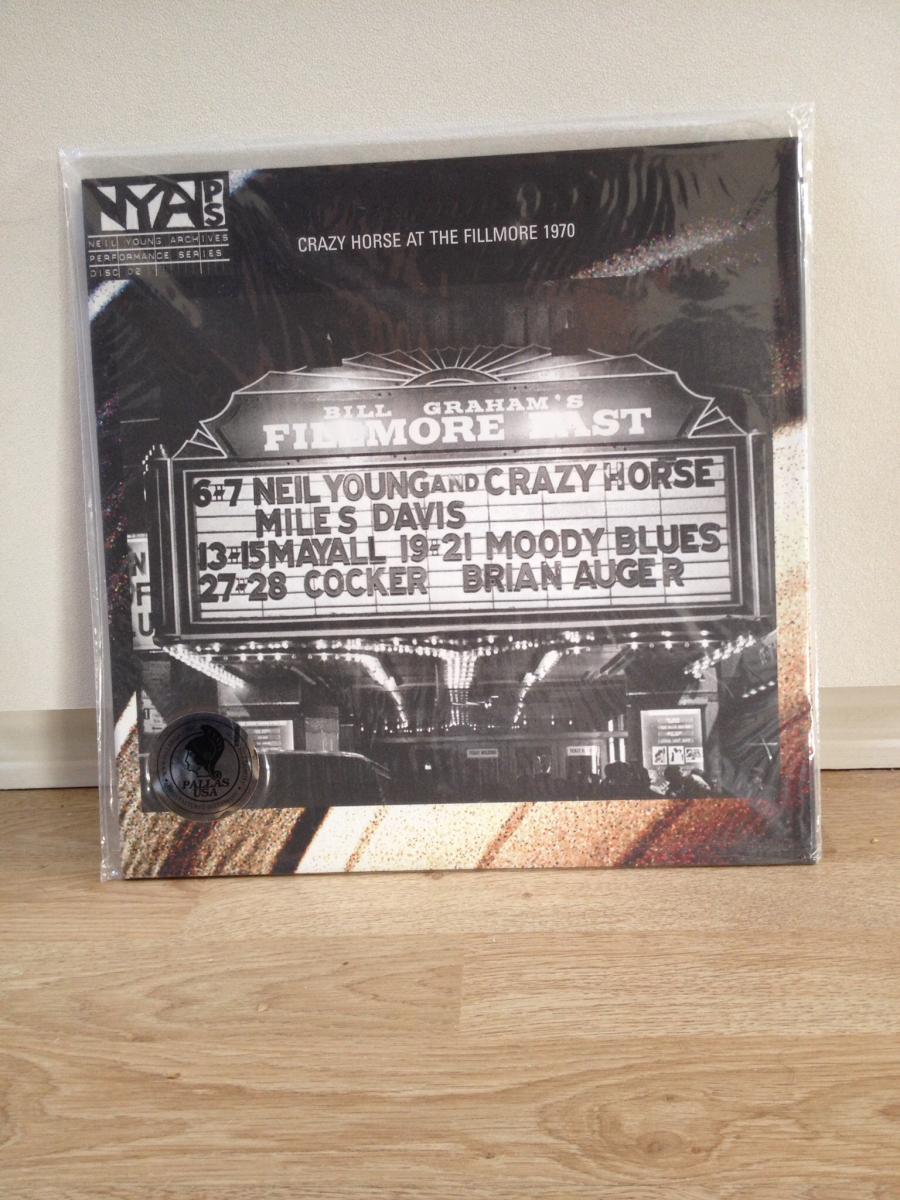 NYA PS
NEIL YOUNG ARCHIVES
PERFORMANCE SERIES
DISC 02
CRAZY HORSE AT THE FILLMORE 1970
BILL GRAHAM'S
FILLMORE EAST
6#7 NEIL YOUNG AND CRAZY HORSE
MILES DAVIS
13#15 MAYALL 19#21 MOODY BLUES
27#28 COCKER BRIAN AUGER
PALLAS
USA